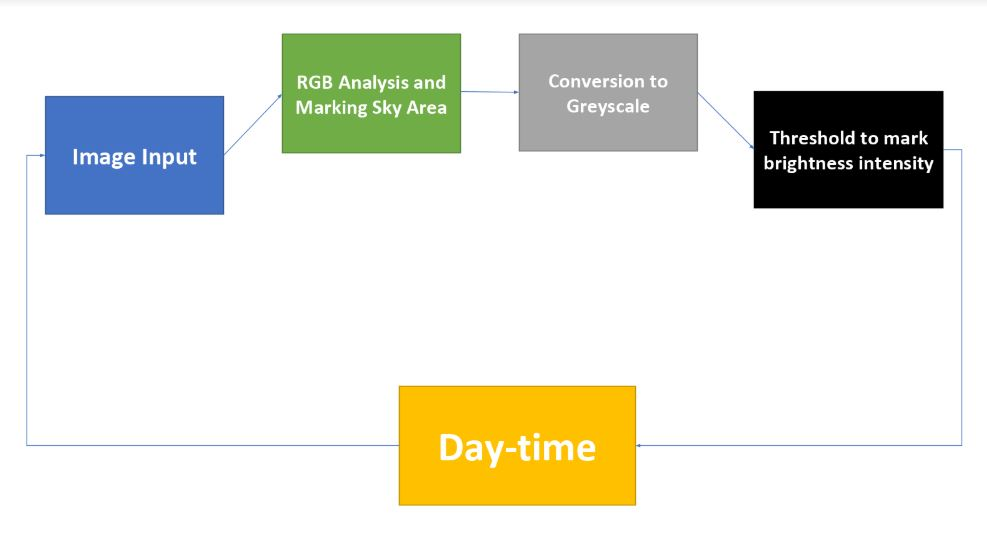 Image Input
RGB Analysis and
Marking Sky Area
Conversion to
Greyscale
Threshold to mark
brightness intensity
Day-time